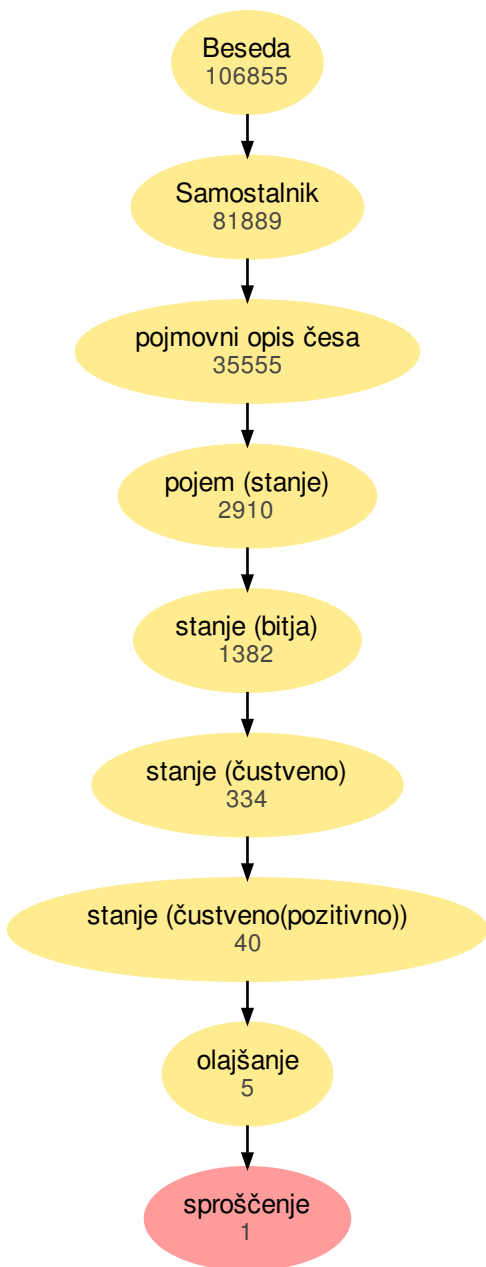 Beseda
106855
Samostalnik
81889
pojmovni opis česa
35555
pojem (stanje)
2910
stanje (bitja)
1382
stanje (čustveno)
334
stanje (čustveno(pozitivno))
40
olajšanje
5
sproščenje
1